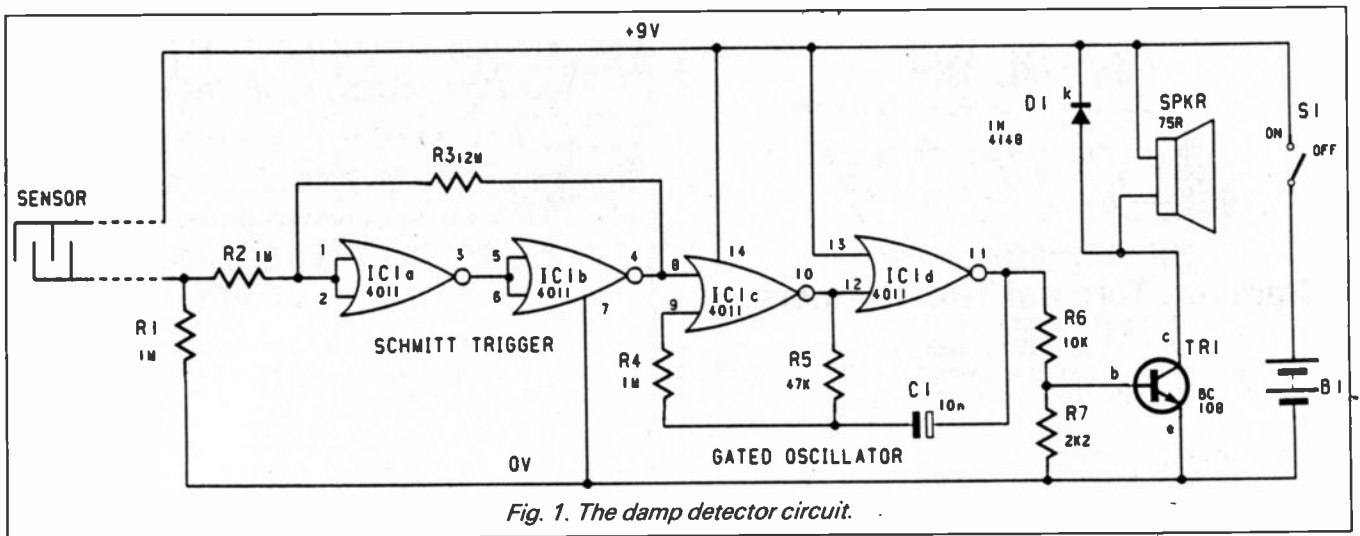 +9V
D1
k
1N
4148
SPKR
75R
S1
ON
OFF
R3 12M
SENSOR
R2 1M
1
2
IC1a
4011
3
5
6
IC1b
4011
4
7
8
9
14
IC1c
4011
10
13
12
IC1d
4011
11
R1
1M
SCHMITT TRIGGER
R4
1M
R5
47K
C1
10n
R6
10K
R7
2K2
c
TR1
b
BC
108
e
B1
0V
GATED OSCILLATOR
Fig. 1. The damp detector circuit.